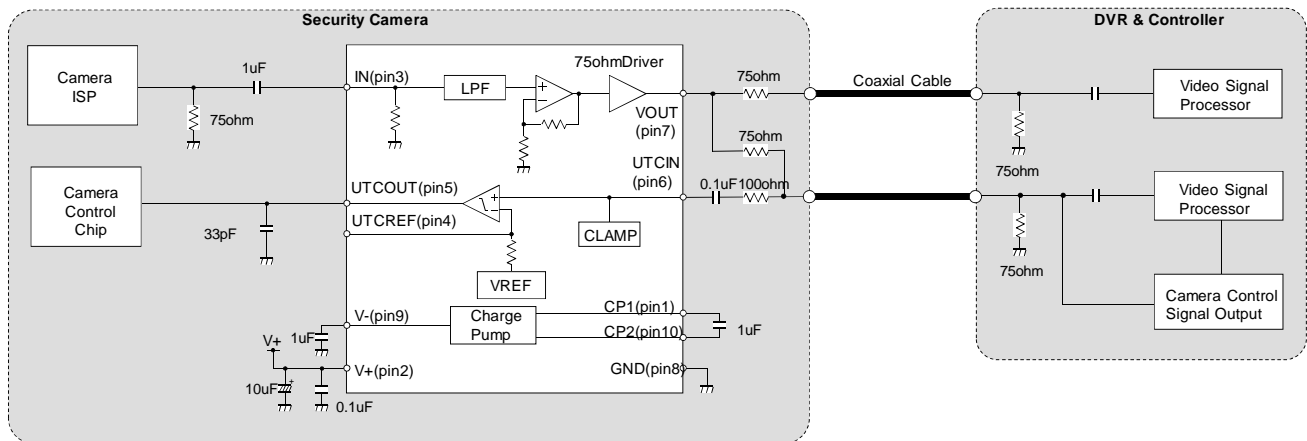 Security Camera
DVR & Controller
Camera
ISP
1uF
75ohm
IN(pin3)
LPF
+
−
75ohmDriver
VOUT
(pin7)
75ohm
75ohm
Coaxial Cable
75ohm
Video Signal
Processor
Camera
Control
Chip
33pF
UTCOUT(pin5)
UTCREF(pin4)
+
−
VREF
CLAMP
UTCIN
(pin6)
0.1uF
100ohm
75ohm
Video Signal
Processor
Camera Control
Signal Output
V-(pin9)
1uF
Charge
Pump
CP1(pin1)
CP2(pin10)
1uF
V+
V+(pin2)
10uF
+
0.1uF
GND(pin8)